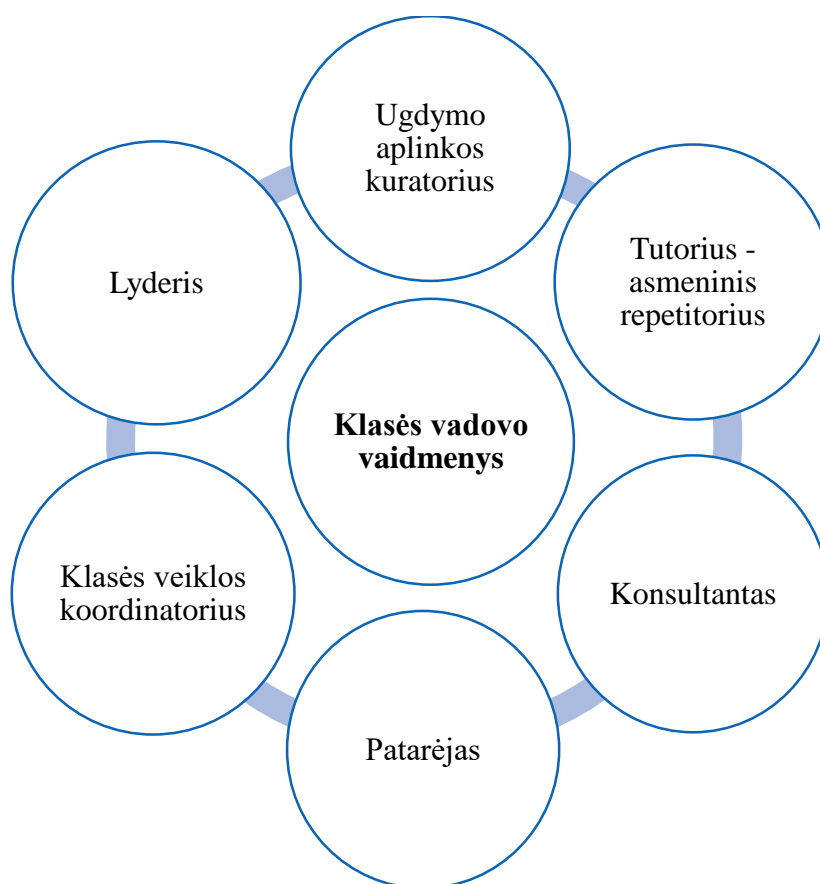 Ugdymo
aplinkos
kuratorius
Tutorius -
asmeninis
repetitorius
Lyderis
Klasės vadovo
vaidmenys
Klasės veiklos
koordinatorius
Konsultantas
Patarėjas